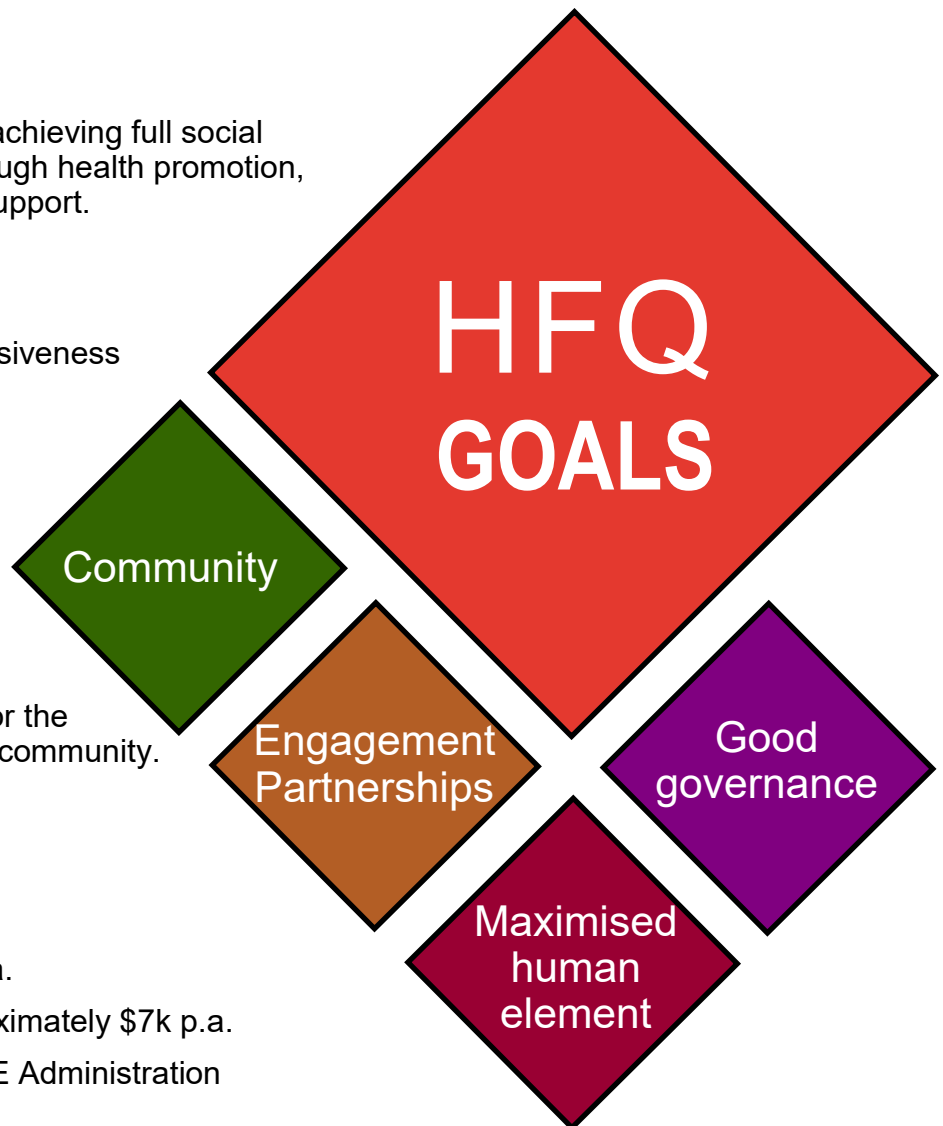 achieving full social
ugh health promotion,
upport.
siveness
or the
community.
a.
ximately $7k p.a.
E Administration
HFQ
GOALS
Community
Engagement
Partnerships
Good
governance
Maximised
human
element